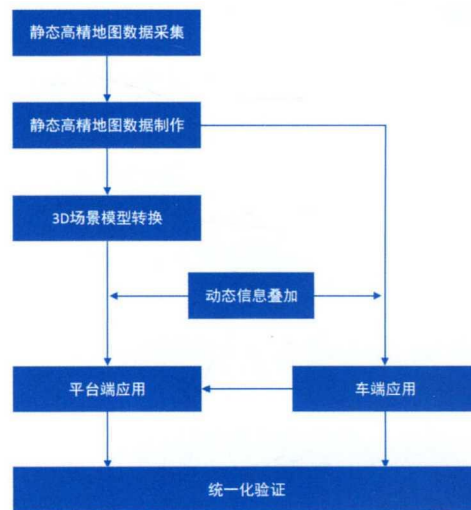 静态高精地图数据采集
静态高精地图数据制作
3D场景模型转换
动态信息叠加
平台端应用
车端应用
统一化验证